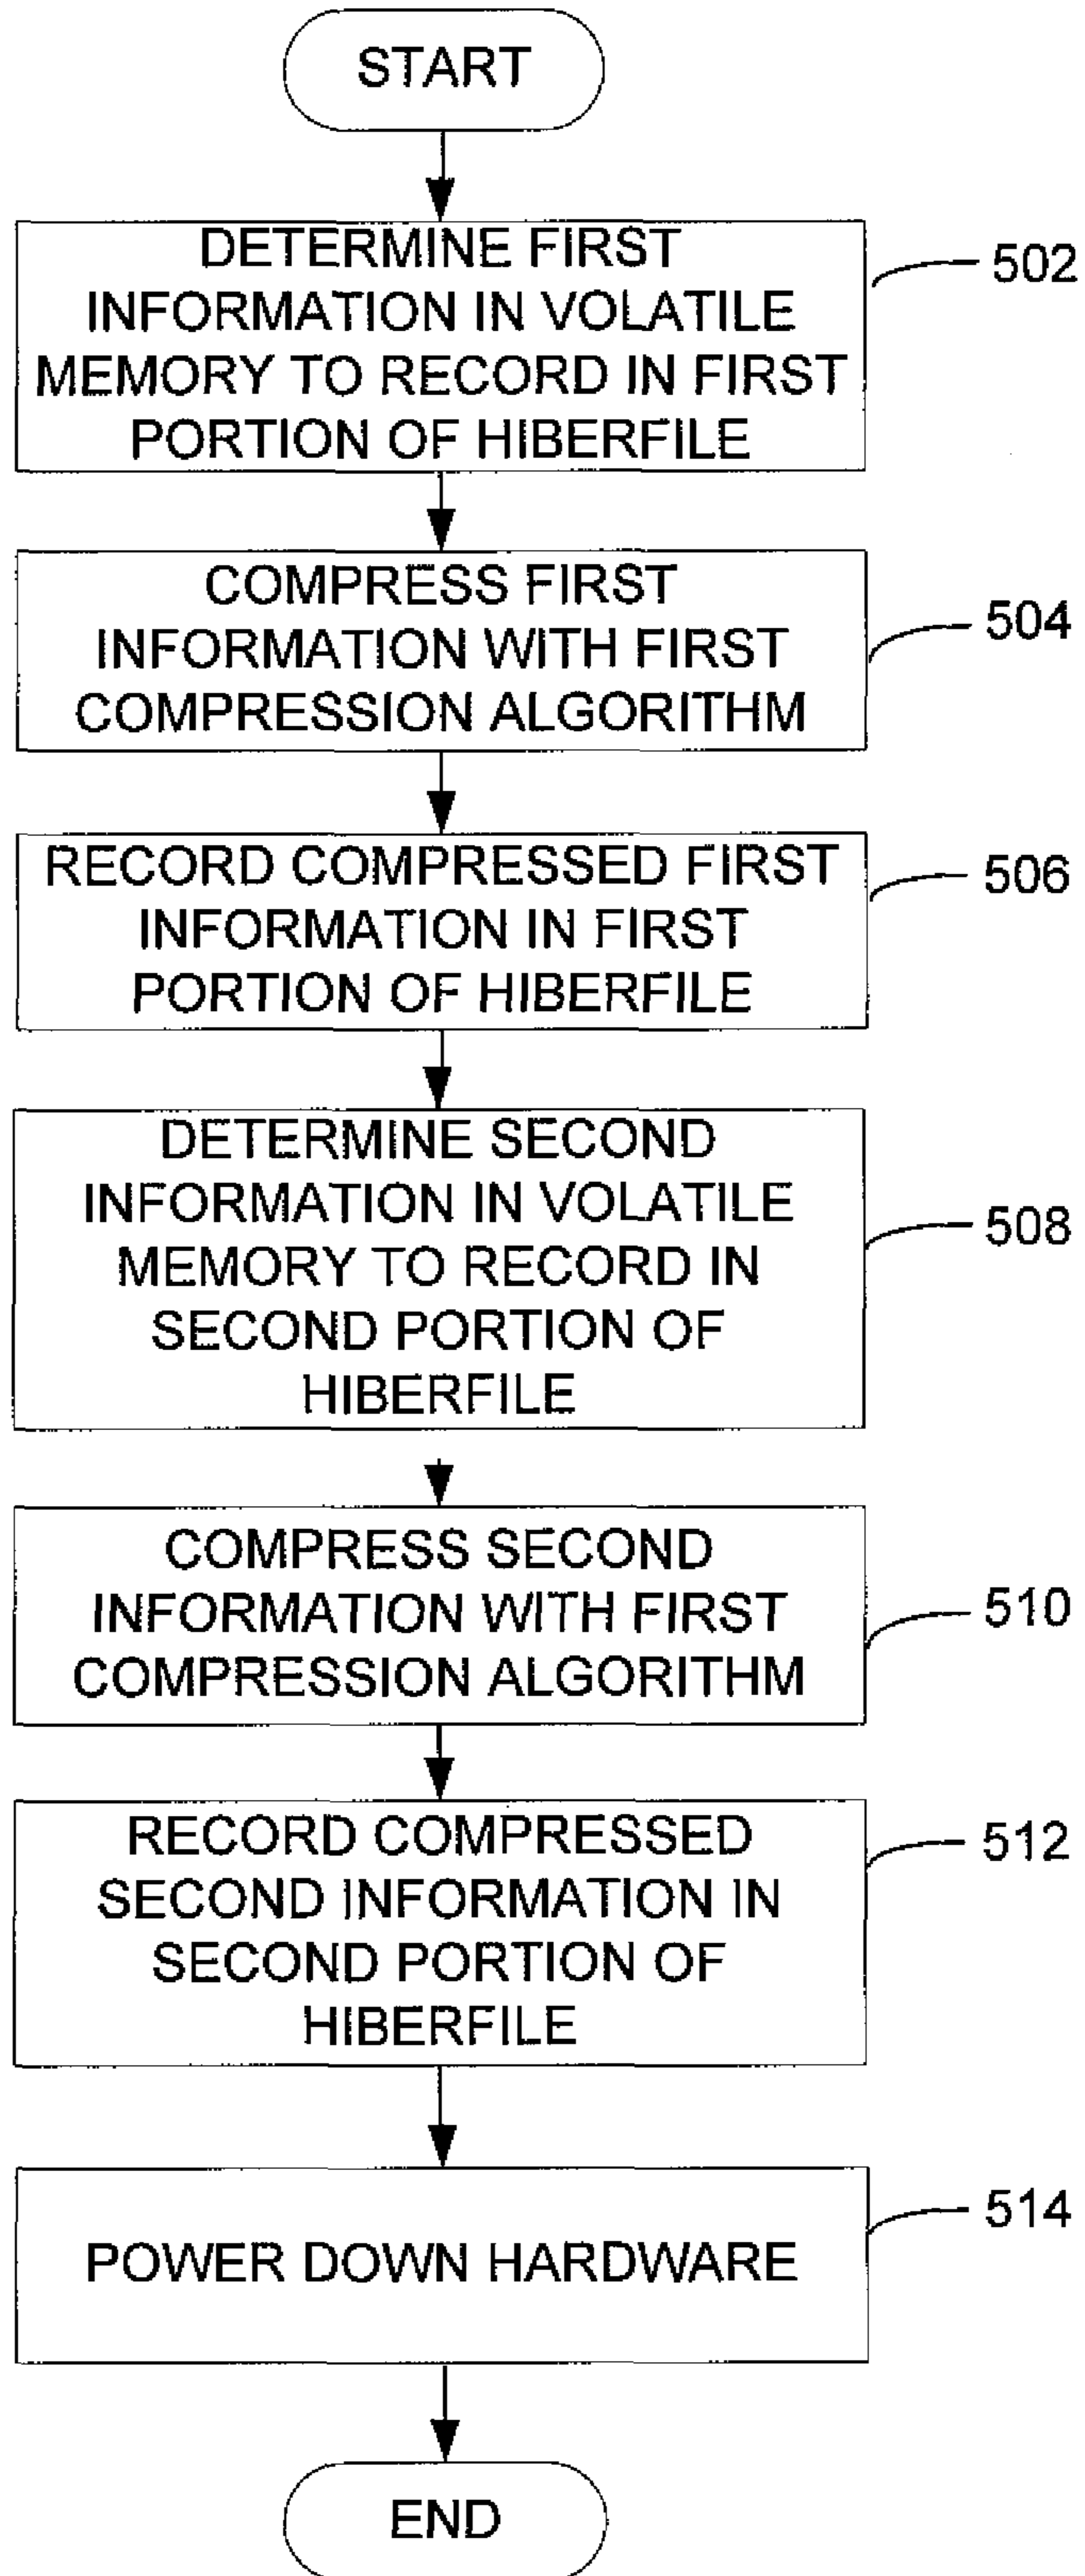 START
DETERMINE FIRST
INFORMATION IN VOLATILE
MEMORY TO RECORD IN FIRST
PORTION OF HIBERFILE
502
COMPRESS FIRST
INFORMATION WITH FIRST
COMPRESSION ALGORITHM
504
RECORD COMPRESSED FIRST
INFORMATION IN FIRST
PORTION OF HIBERFILE
506
DETERMINE SECOND
INFORMATION IN VOLATILE
MEMORY TO RECORD IN
SECOND PORTION OF
HIBERFILE
508
COMPRESS SECOND
INFORMATION WITH FIRST
COMPRESSION ALGORITHM
510
RECORD COMPRESSED
SECOND INFORMATION IN
SECOND PORTION OF
HIBERFILE
512
POWER DOWN HARDWARE
514
END